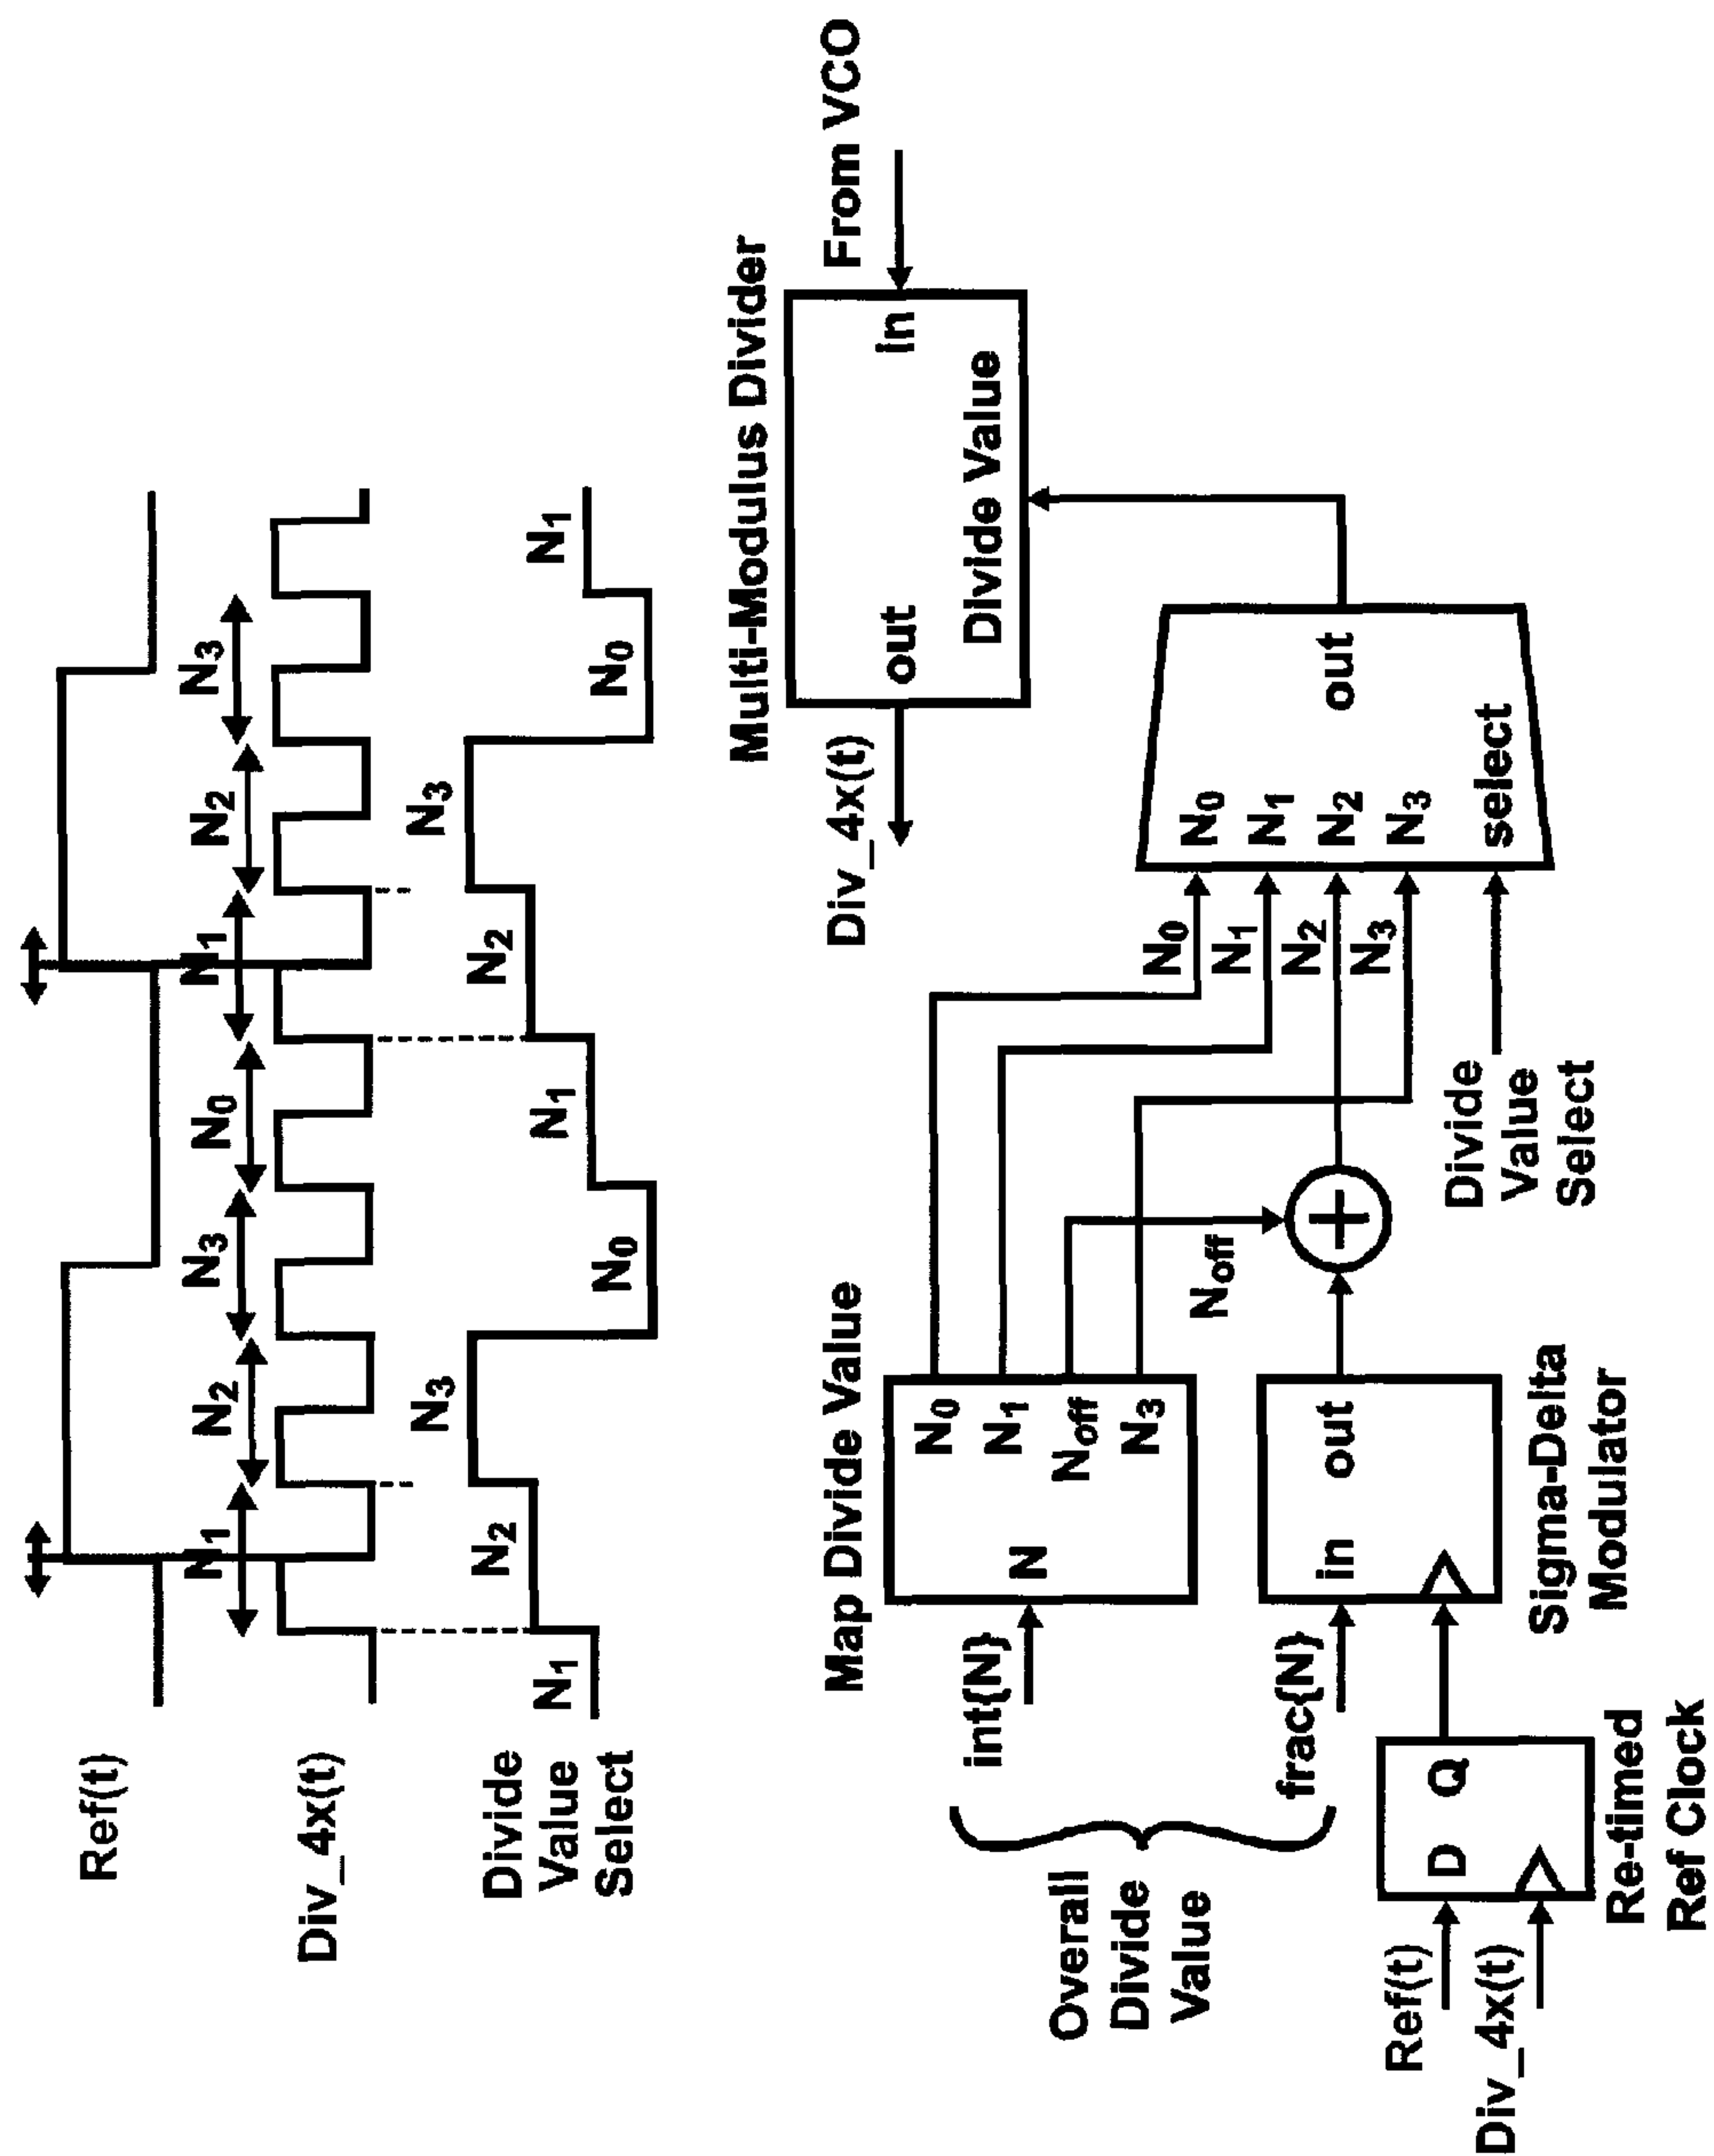 Ref(t)
Div_4x(t)
N1
N2
N3
N0
N1
N2
N3
Divide
Value
Select
N1
N2
N3
N0
N1
N2
N3
N0
N1
Multi-Modulus Divider
Div_4x(t)
out
in
Divide Value
From VCO
Map Divide Value
Overall
Divide
Value
int{N}
N
N0
N1
Noff
N3
Noff
frac{N}
in
out
Sigma-Delta
Modulator
Ref(t)
Div_4x(t)
D
Q
Re-timed
Ref Clock
N0
N1
N2
N3
Divide
Value
Select
N0
N1
N2
N3
out
select